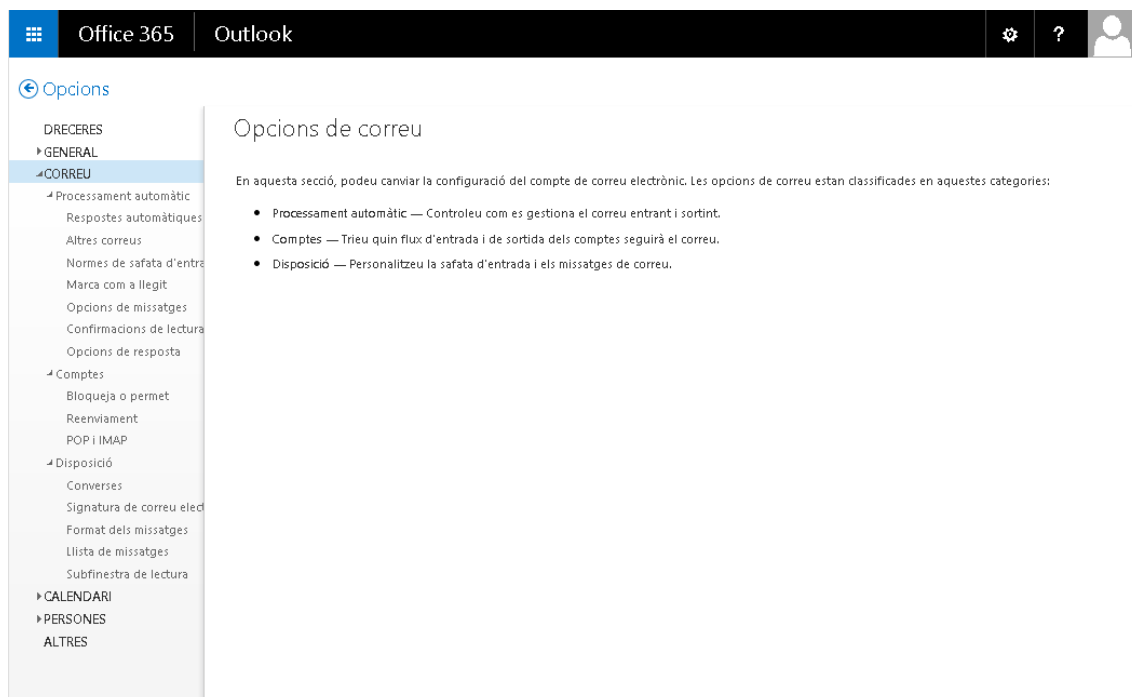 Office 365 Outlook ?
Opcions
DRECERES
GENERAL
CORREU
Processament automàtic
Respostes automàtiques
Altres correus
Normes de safata d'entra
Marca com a llegit
Opcions de missatges
Confirmacions de lectura
Opcions de resposta
Comptes
Bloqueja o permet
Reenviament
POP i IMAP
Disposició
Converses
Signatura de correu elect
Format dels missatges
Llista de missatges
Subfinestra de lectura
CALENDARI
PERSONES
ALTRES
Opcions de correu
En aquesta secció, podeu canviar la configuració del compte de correu electrònic. Les opcions de correu estan classificades en aquestes categories:
• Processament automàtic — Controleu com es gestiona el correu entrant i sortint.
• Comptes — Trieu quin flux d'entrada i de sortida dels comptes seguirà el correu.
• Disposició — Personalitzeu la safata d'entrada i els missatges de correu.